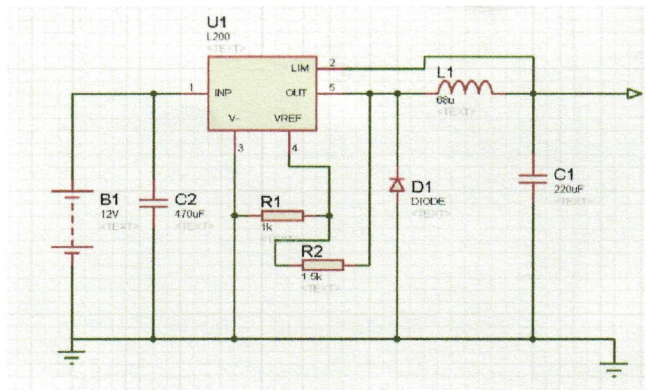 U1
L200
<TEXT>
LIM
2
L1
1
INP
OUT
5
68u
<TEXT>
V-
VREF
3
4
B1
12V
<TEXT>
C2
470uF
<TEXT>
R1
1k
<TEXT>
D1
DIODE
<TEXT>
C1
220uF
<TEXT>
R2
1.5k
<TEXT>